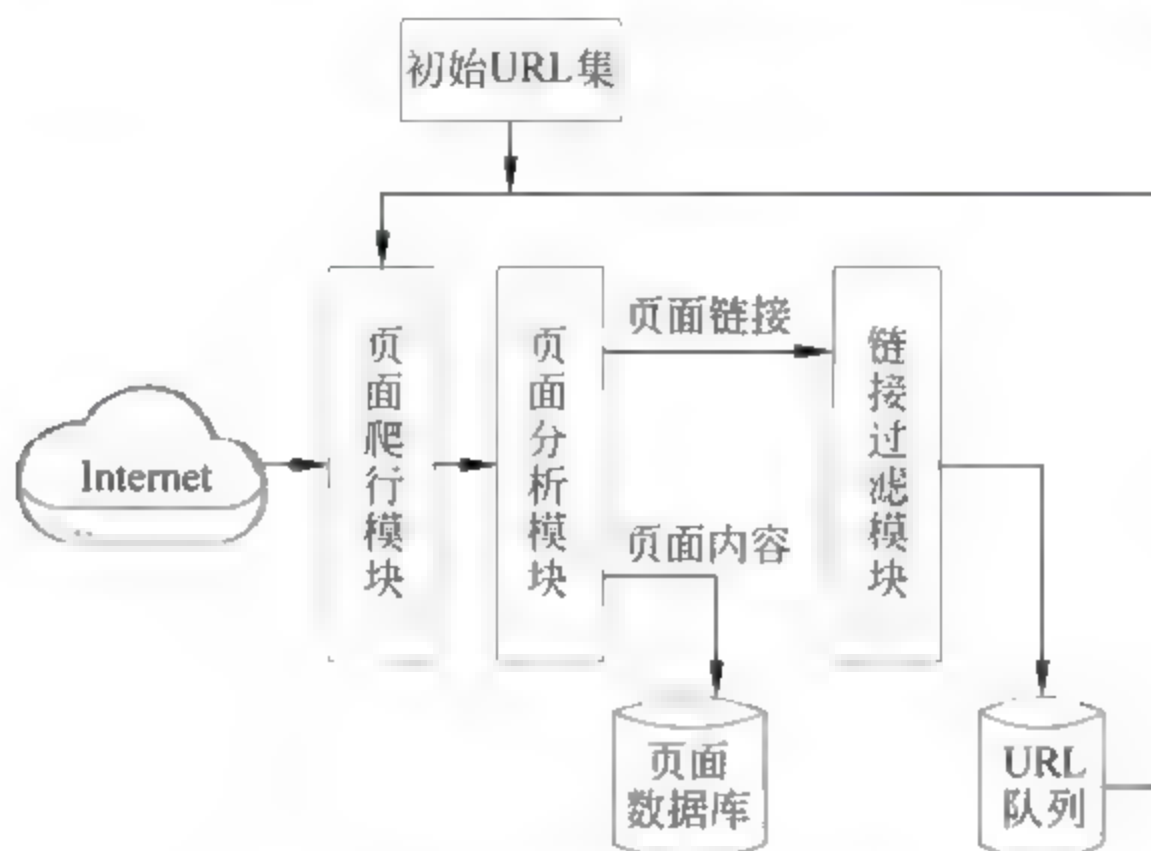 初始URL集
页面爬行模块
页面分析模块
页面链接
链接过滤模块
Internet
页面内容
页面
数据库
URL
队列